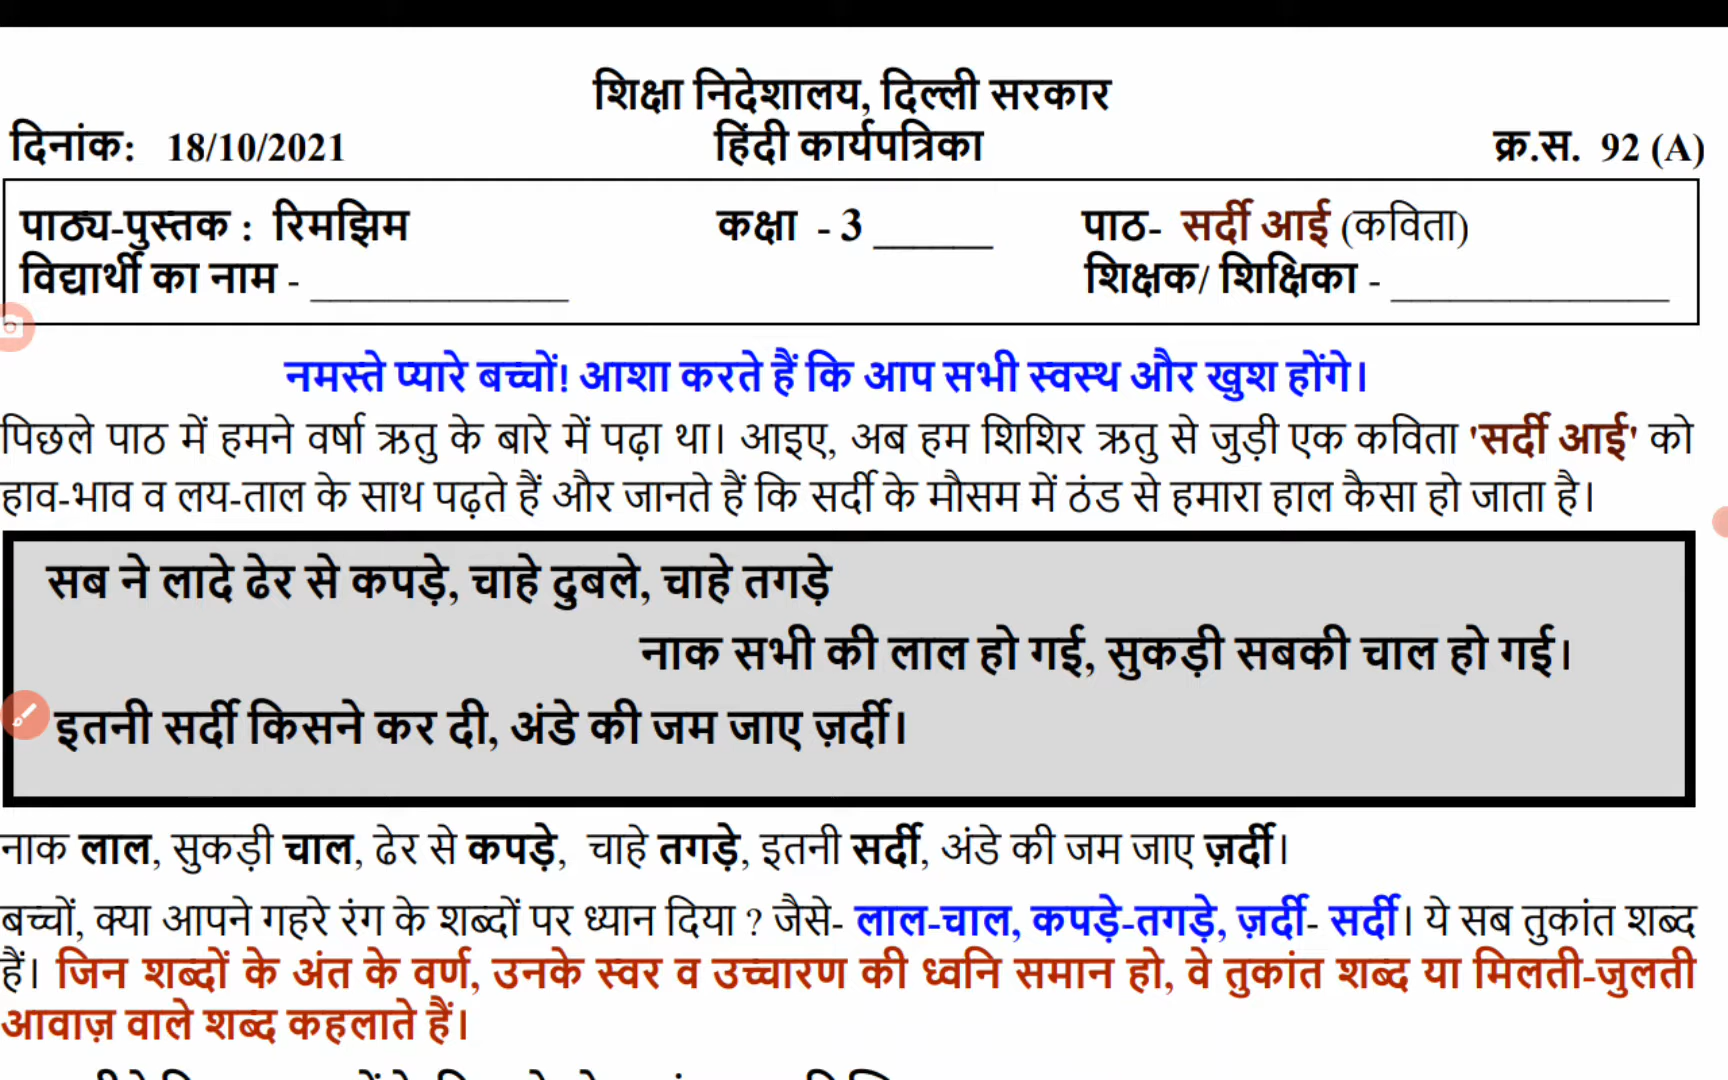 शिक्षा निदेशालय, दिल्ली सरकार
दिनांक: 18/10/2021 हिंदी कार्यपत्रिका क्र.स. 92 (A)
पाठ्य-पुस्तक : रिमझिम कक्षा - 3 ______ पाठ- सर्दी आई (कविता)
विद्यार्थी का नाम - _____________ शिक्षक/ शिक्षिका - ______________
नमस्ते प्यारे बच्चों! आशा करते हैं कि आप सभी स्वस्थ और खुश होंगे।
पिछले पाठ में हमने वर्षा ऋतु के बारे में पढ़ा था। आइए, अब हम शिशिर ऋतु से जुड़ी एक कविता 'सर्दी आई' को
हाव-भाव व लय-ताल के साथ पढ़ते हैं और जानते हैं कि सर्दी के मौसम में ठंड से हमारा हाल कैसा हो जाता है।
सब ने लादे ढेर से कपड़े, चाहे दुबले, चाहे तगड़े
नाक सभी की लाल हो गई, सुकड़ी सबकी चाल हो गई।
इतनी सर्दी किसने कर दी, अंडे की जम जाए ज़र्दी।
नाक लाल, सुकड़ी चाल, ढेर से कपड़े, चाहे तगड़े, इतनी सर्दी, अंडे की जम जाए ज़र्दी।
बच्चों, क्या आपने गहरे रंग के शब्दों पर ध्यान दिया ? जैसे- लाल-चाल, कपड़े-तगड़े, ज़र्दी- सर्दी। ये सब तुकांत शब्द
हैं। जिन शब्दों के अंत के वर्ण, उनके स्वर व उच्चारण की ध्वनि समान हो, वे तुकांत शब्द या मिलती-जुलती
आवाज़ वाले शब्द कहलाते हैं।